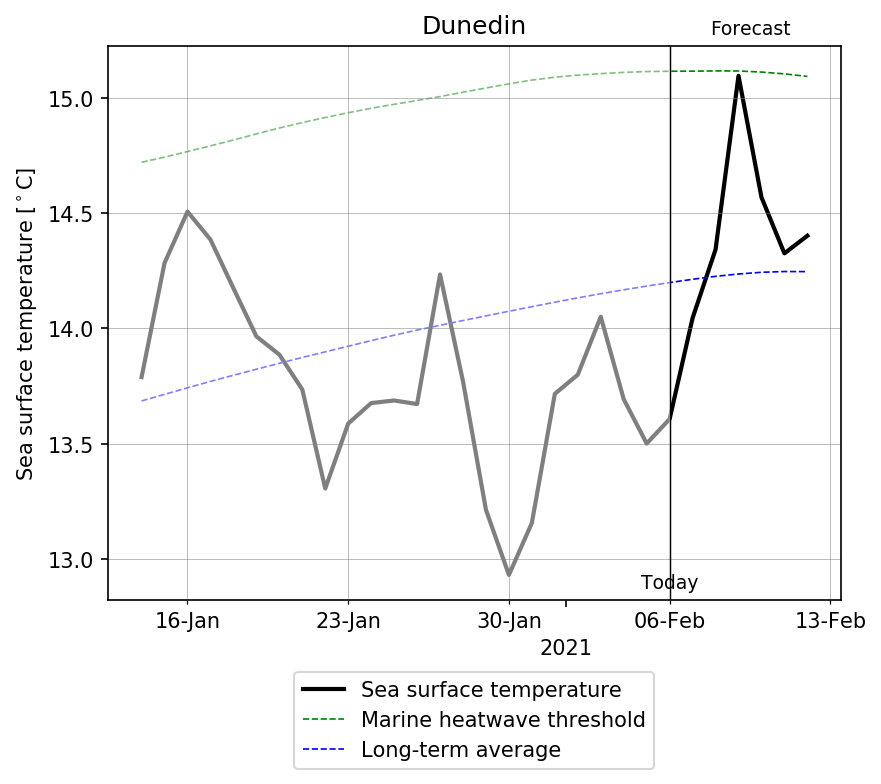 Dunedin
Forecast
Sea surface temperature [°C]
15.0
14.5
14.0
13.5
13.0
Today
16-Jan
23-Jan
30-Jan
06-Feb
13-Feb
2021
Sea surface temperature
Marine heatwave threshold
Long-term average